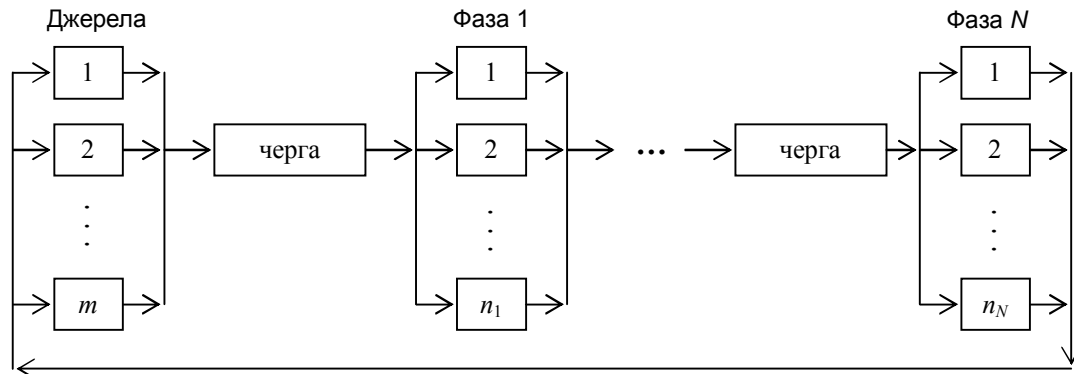 Джерела Фаза 1 Фаза N
1 1 1
2 черга 2 ... черга 2
m n1 nN